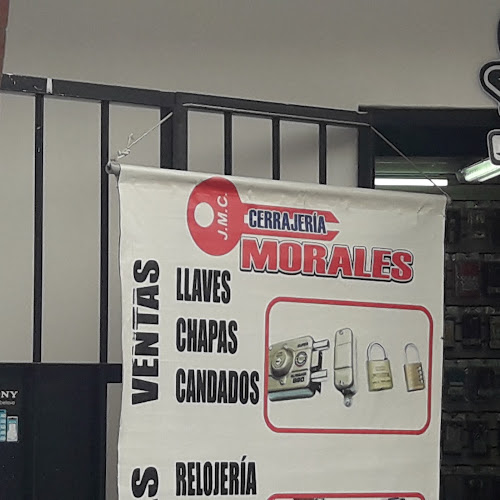 J.M.C.
CERRAJERÍA
MORALES
VENTAS
LLAVES
CHAPAS
CANDADOS
RELOJERÍA